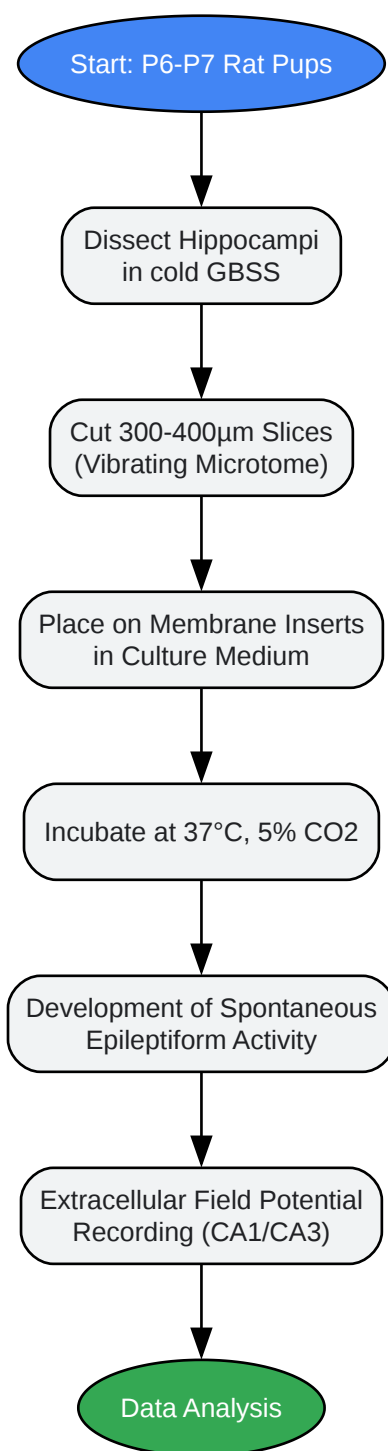 Start: P6-P7 Rat Pups
Dissect Hippocampi
in cold GBSS
Cut 300-400µm Slices
(Vibrating Microtome)
Place on Membrane Inserts
in Culture Medium
Incubate at 37°C, 5% CO2
Development of Spontaneous
Epileptiform Activity
Extracellular Field Potential
Recording (CA1/CA3)
Data Analysis